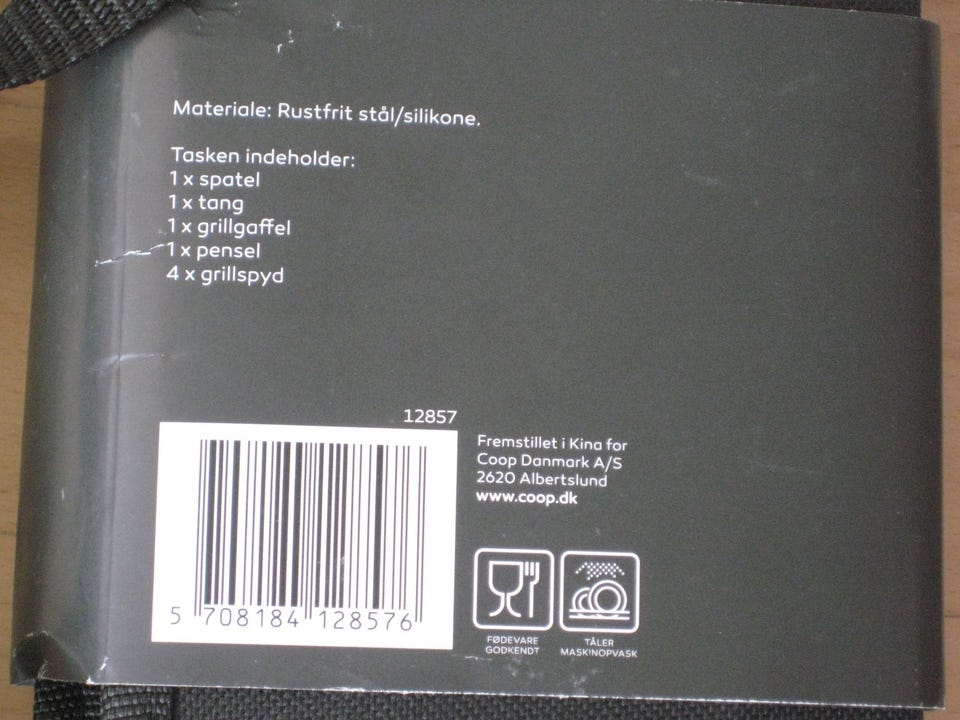 Materiale: Rustfrit stål/silikone.
Tasken indeholder:
1 x spatel
1 x tang
1 x grillgaffel
1 x pensel
4 x grillspyd
12857
Fremstillet i Kina for
Coop Danmark A/S
2620 Albertslund
www.coop.dk
5 708184 128576
FØDEVARE
GODKENDT
TÅLER
MASKINOPVASK